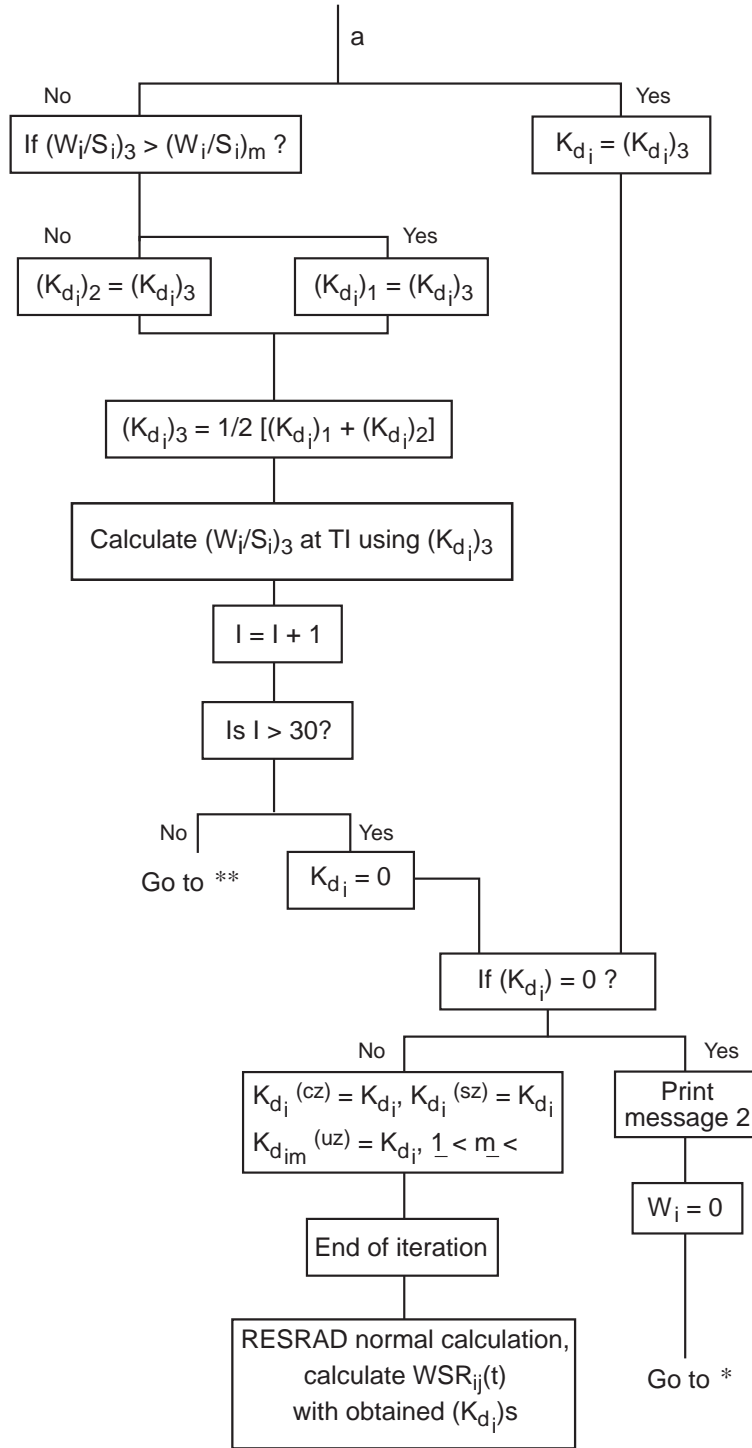 a
No
Yes
If (Wi/Si)3 > (Wi/Si)m ?
Kdi = (Kdi)3
No
Yes
(Kdi)2 = (Kdi)3
(Kdi)1 = (Kdi)3
(Kdi)3 = 1/2 [(Kdi)1 + (Kdi)2]
Calculate (Wi/Si)3 at TI using (Kdi)3
I = I + 1
Is I > 30?
No
Yes
Go to **
Kdi = 0
If (Kdi) = 0 ?
No
Yes
Kdi (cz) = Kdi, Kdi (sz) = Kdi
Kdim (uz) = Kdi, 1 < m <
Print
message 2
Wi = 0
End of iteration
RESRAD normal calculation,
calculate WSRij(t)
with obtained (Kdi)s
Go to *